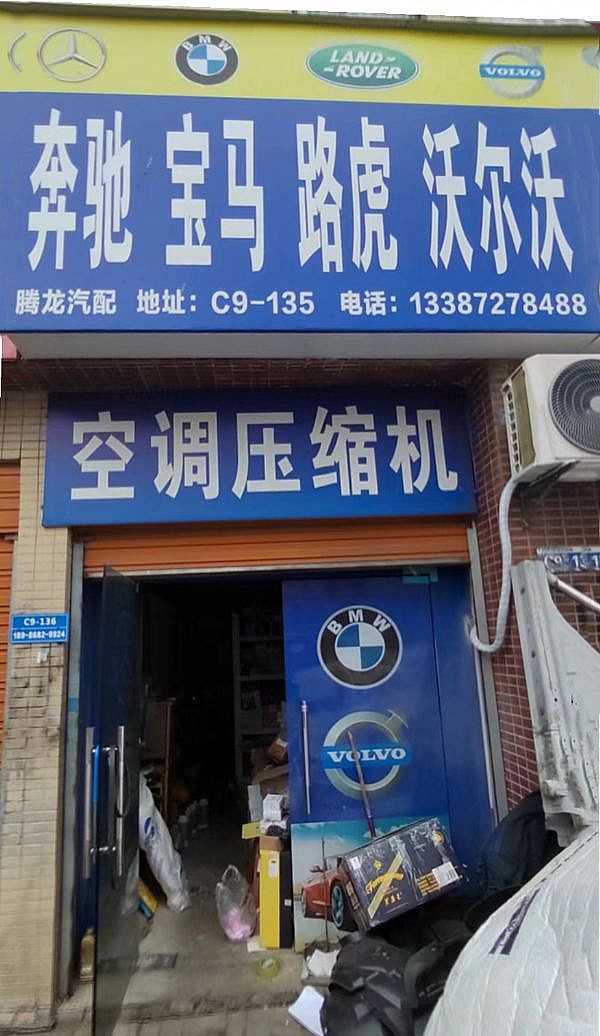 BMW LAND ROVER VOLVO
奔驰 宝马 路虎 沃尔沃
腾龙汽配 地址：C9-135 电话：13387278488
空调压缩机
C9-136
BMW
VOLVO